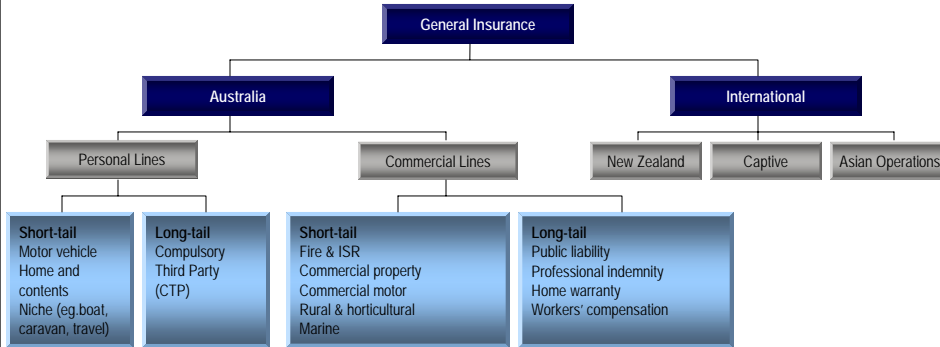 General Insurance
Australia
International
Personal Lines
Commercial Lines
New Zealand
Captive
Asian Operations
Short-tail
Motor vehicle
Home and
contents
Niche (eg.boat,
caravan, travel)
Long-tail
Compulsory
Third Party
(CTP)
Short-tail
Fire & ISR
Commercial property
Commercial motor
Rural & horticultural
Marine
Long-tail
Public liability
Professional indemnity
Home warranty
Workers’ compensation